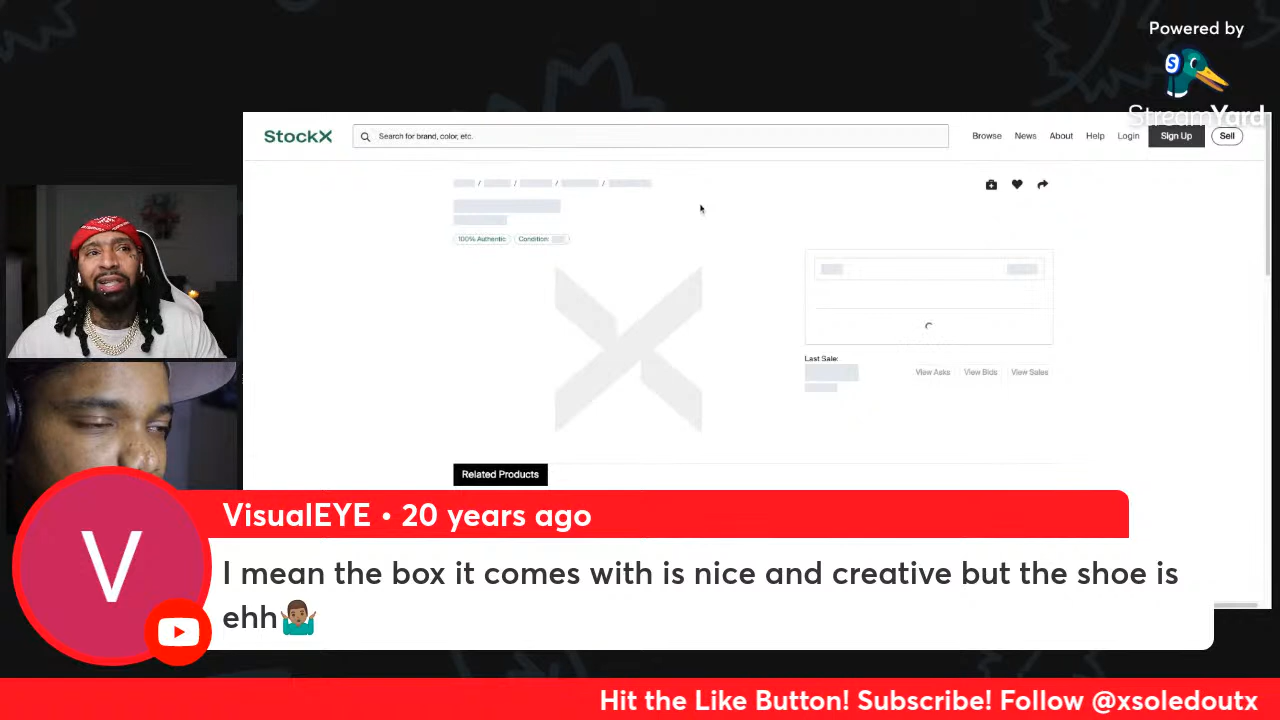 Powered by
StreamYard
StockX
Search for brand, color, etc.
Browse
News
About
Help
Login
Sign Up
Sell
/ / / /
100% Authentic
Condition:
Last Sale:
View Asks
View Bids
View Sales
Related Products
V
VisualEYE • 20 years ago
I mean the box it comes with is nice and creative but the shoe is
ehh🤷🏽‍♂️
Hit the Like Button! Subscribe! Follow @xsoledoutx